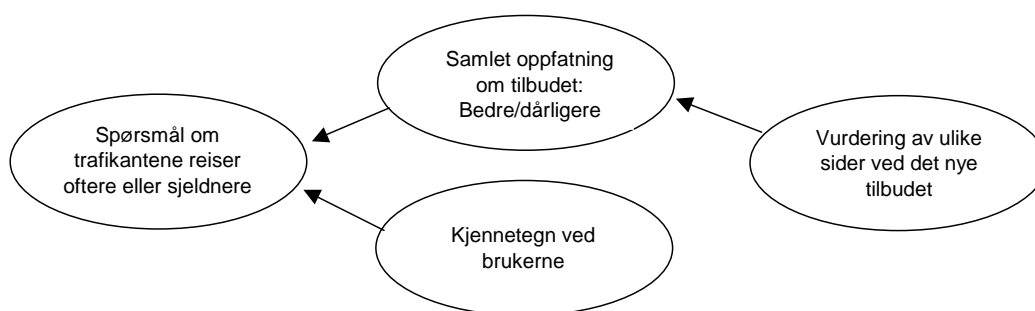 Samlet oppfatning
om tilbudet:
Bedre/dårligere
Spørsmål om
trafikantene reiser
oftere eller sjeldnere
Vurdering av ulike
sider ved det nye
tilbudet
Kjennetegn ved
brukerne